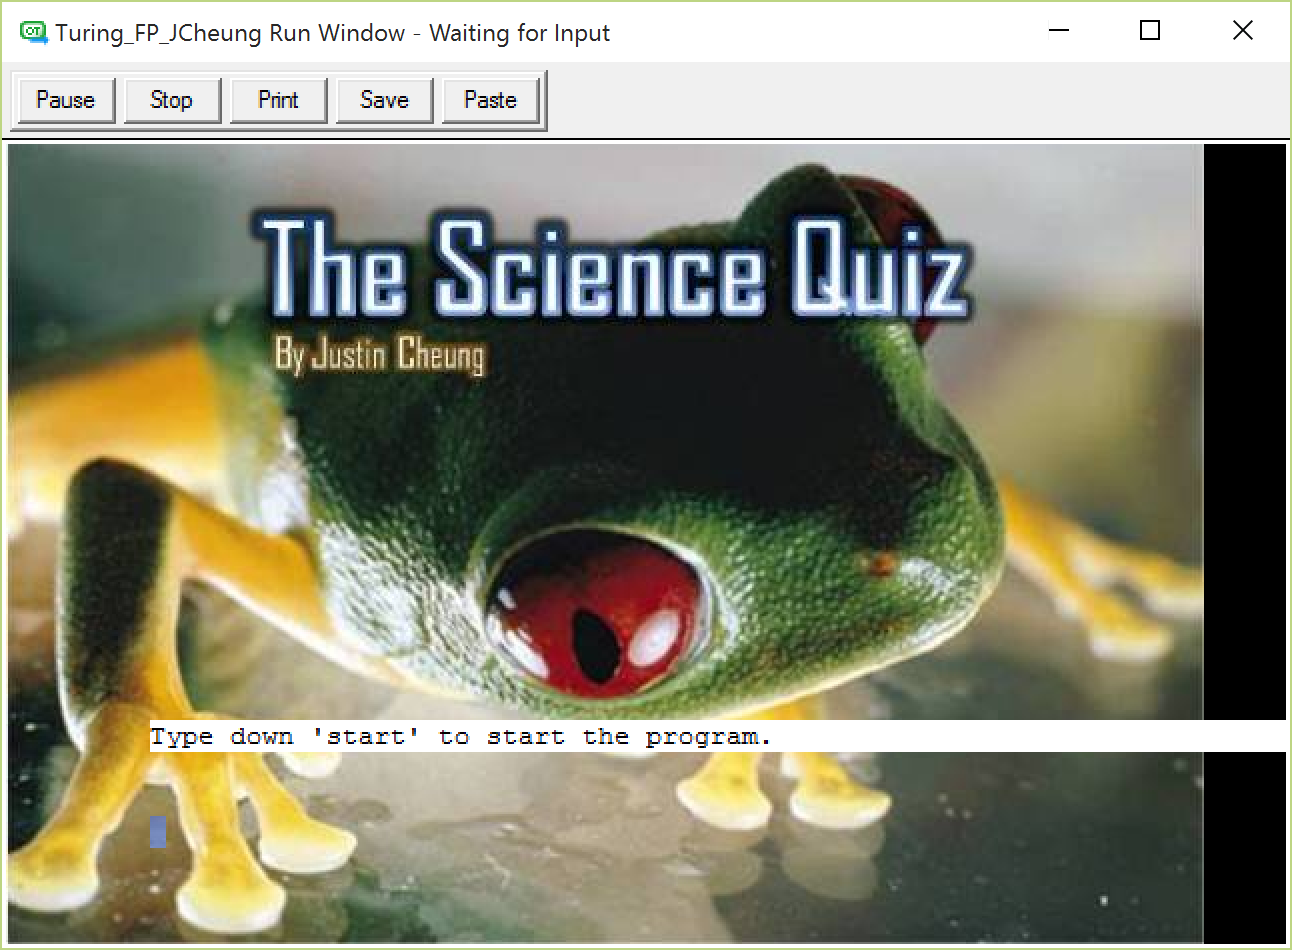 Turing_FP_JCheung Run Window - Waiting for Input
Pause Stop Print Save Paste
The Science Quiz
By Justin Cheung
Type down 'start' to start the program.